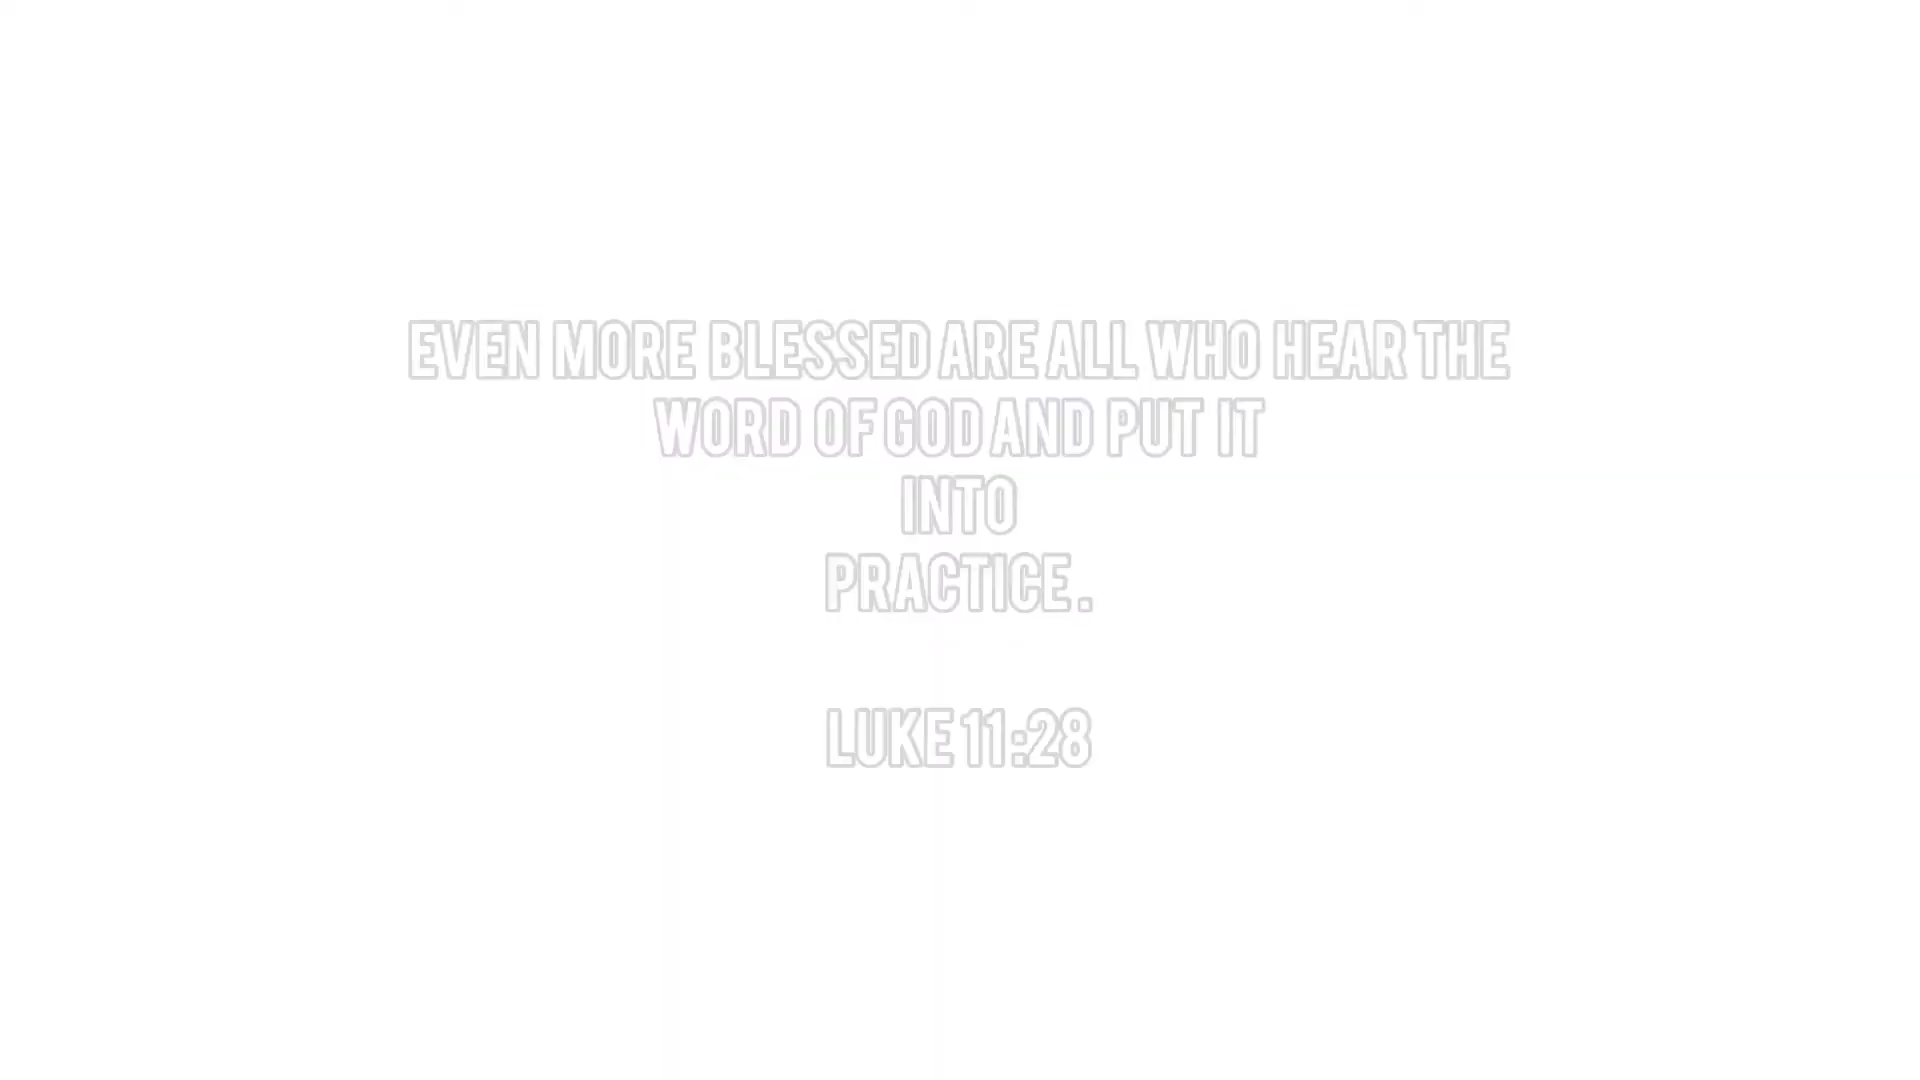 EVEN MORE BLESSED ARE ALL WHO HEAR THE
WORD OF GOD AND PUT IT
INTO
PRACTICE.
LUKE 11:28